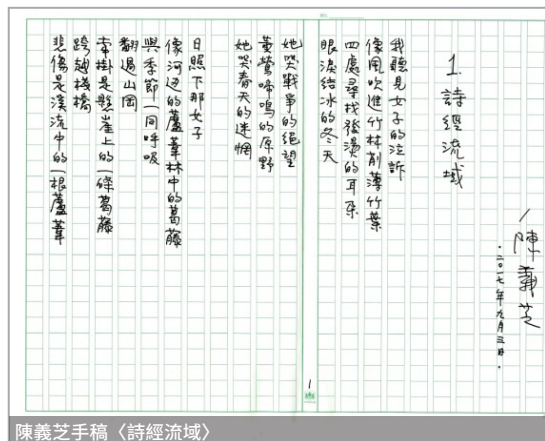 /陳義芝
·二〇一七年九月三日·
1. 詩經流域
我聽見女子的泣訴
像風吹進竹林削薄竹葉
四處尋找發燙的耳朵
眼淚結冰的冬天
她哭戰爭的絕望
黃鶯啼鳴的原野
她哭春天的迷惘
日照下那女子
像河边的蘆葦林中的葛藤
與季節一同呼吸
翻過山岡
牽掛是懸崖上的一條葛藤
跨越棧橋
悲傷是溪流中的一根蘆葦
1
陳義芝手稿〈詩經流域〉